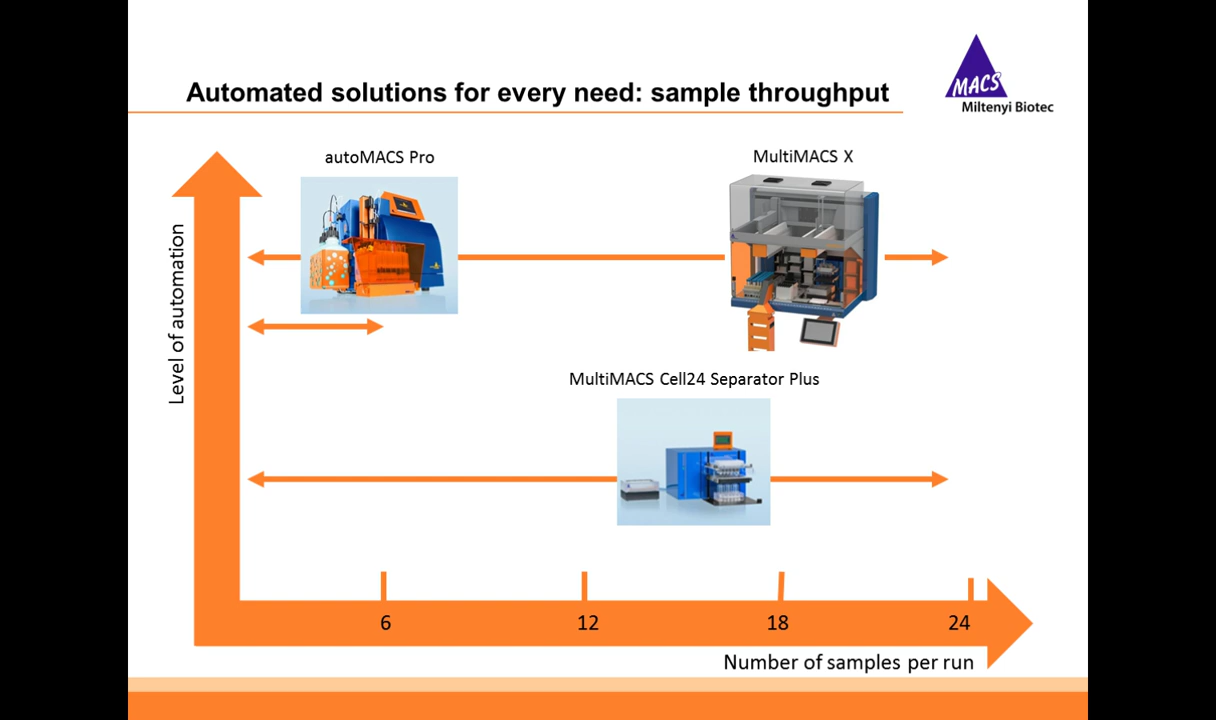 Automated solutions for every need: sample throughput
MACS
Miltenyi Biotec
autoMACS Pro
MultiMACS X
Level of automation
MultiMACS Cell24 Separator Plus
6
12
18
24
Number of samples per run